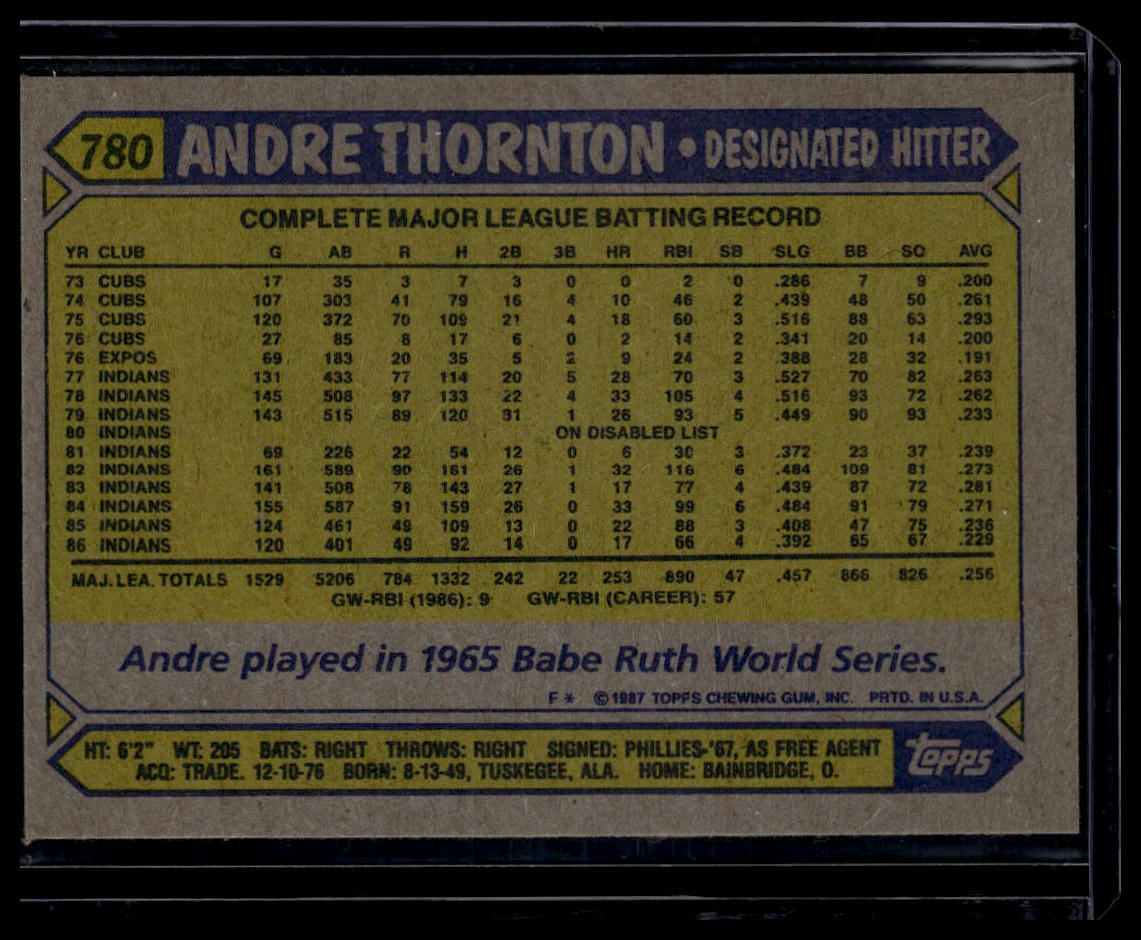 780 ANDRE THORNTON • DESIGNATED HITTER
COMPLETE MAJOR LEAGUE BATTING RECORD
YR CLUB G AB R H 2B 3B HR RBI SB SLG BB SO AVG
73 CUBS 17 35 3 7 3 0 0 2 0 .286 7 9 .200
74 CUBS 107 303 41 79 16 4 10 46 2 .439 48 50 .261
75 CUBS 120 372 70 109 21 4 18 60 3 .516 88 63 .293
76 CUBS 27 85 8 17 6 0 2 14 2 .341 20 14 .200
76 EXPOS 69 183 20 35 5 2 9 24 2 .388 28 32 .191
77 INDIANS 131 433 77 114 20 5 28 70 3 .527 70 82 .263
78 INDIANS 145 508 97 133 22 4 33 105 4 .516 93 72 .262
79 INDIANS 143 515 89 120 31 1 26 93 5 .449 90 93 .233
80 INDIANS ON DISABLED LIST
81 INDIANS 69 226 22 54 12 0 6 30 3 .372 23 37 .239
82 INDIANS 161 589 90 161 26 1 32 116 6 .484 109 81 .273
83 INDIANS 141 508 78 143 27 1 17 77 4 .439 87 72 .281
84 INDIANS 155 587 91 159 26 0 33 99 6 .484 91 79 .271
85 INDIANS 124 461 49 109 13 0 22 88 3 .408 47 75 .236
86 INDIANS 120 401 49 92 14 0 17 66 4 .392 65 67 .229
MAJ. LEA. TOTALS 1529 5206 784 1332 242 22 253 890 47 .457 866 826 .256
GW-RBI (1986): 9 GW-RBI (CAREER): 57
Andre played in 1965 Babe Ruth World Series.
F * © 1987 TOPPS CHEWING GUM, INC. PRTD. IN U.S.A.
HT: 6'2" WT: 205 BATS: RIGHT THROWS: RIGHT SIGNED: PHILLIES-'67, AS FREE AGENT
ACQ: TRADE. 12-10-76 BORN: 8-13-49, TUSKEGEE, ALA. HOME: BAINBRIDGE, O.
topps